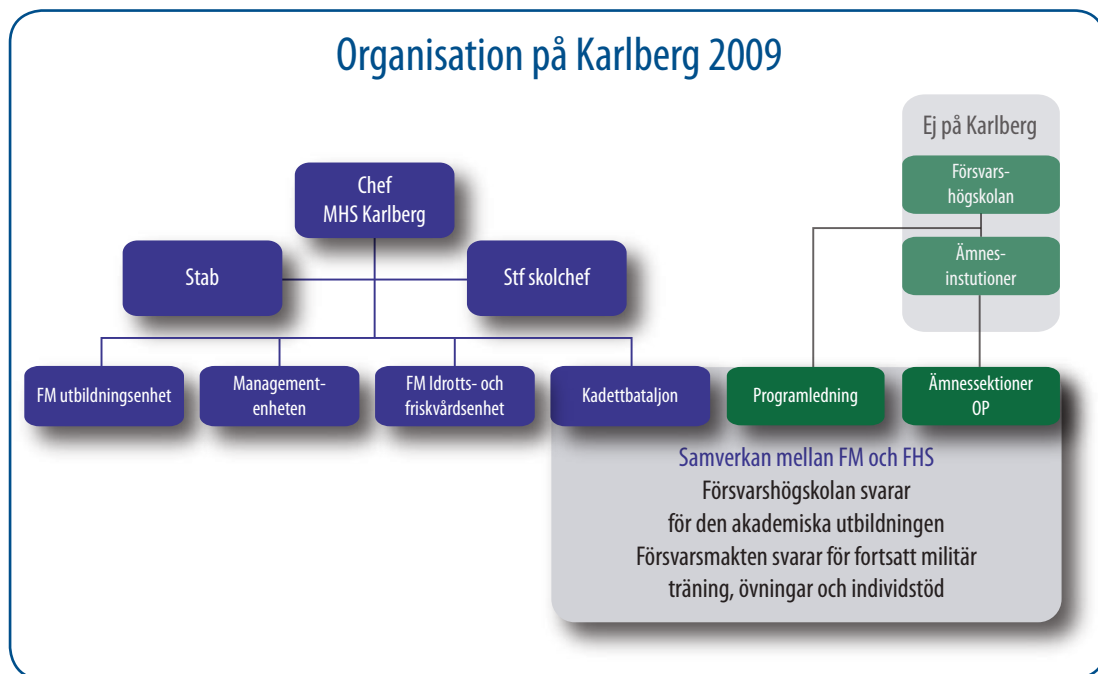 Organisation på Karlberg 2009
Ej på Karlberg
Försvars-
högskolan
Chef
MHS Karlberg
Ämnes-
instutioner
Stab
Stf skolchef
FM utbildningsenhet
Management-
enheten
FM Idrotts- och
friskvårdsenhet
Kadettbataljon
Programledning
Ämnessektioner
OP
Samverkan mellan FM och FHS
Försvarshögskolan svarar
för den akademiska utbildningen
Försvarsmakten svarar för fortsatt militär
träning, övningar och individstöd